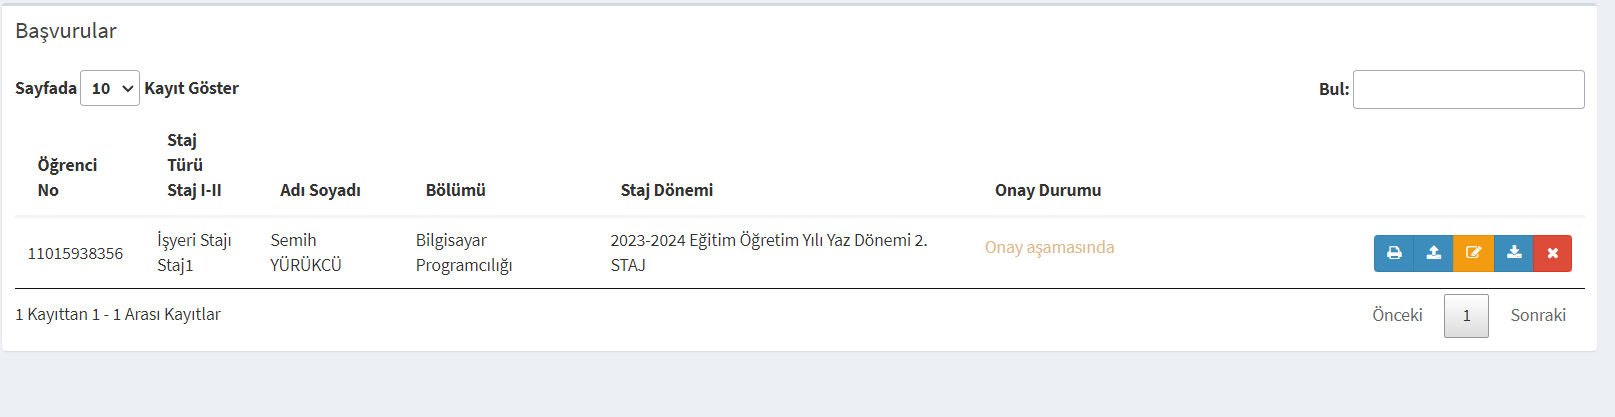 Başvurular
Sayfada 10 Kayıt Göster
Bul:
Öğrenci
No
Staj
Türü
Staj I-II
Adı Soyadı
Bölümü
Staj Dönemi
Onay Durumu
11015938356
İşyeri Stajı
Staj1
Semih
YÜRÜKCÜ
Bilgisayar
Programcılığı
2023-2024 Eğitim Öğretim Yılı Yaz Dönemi 2.
STAJ
Onay aşamasında
1 Kayıttan 1 - 1 Arası Kayıtlar
Önceki 1 Sonraki